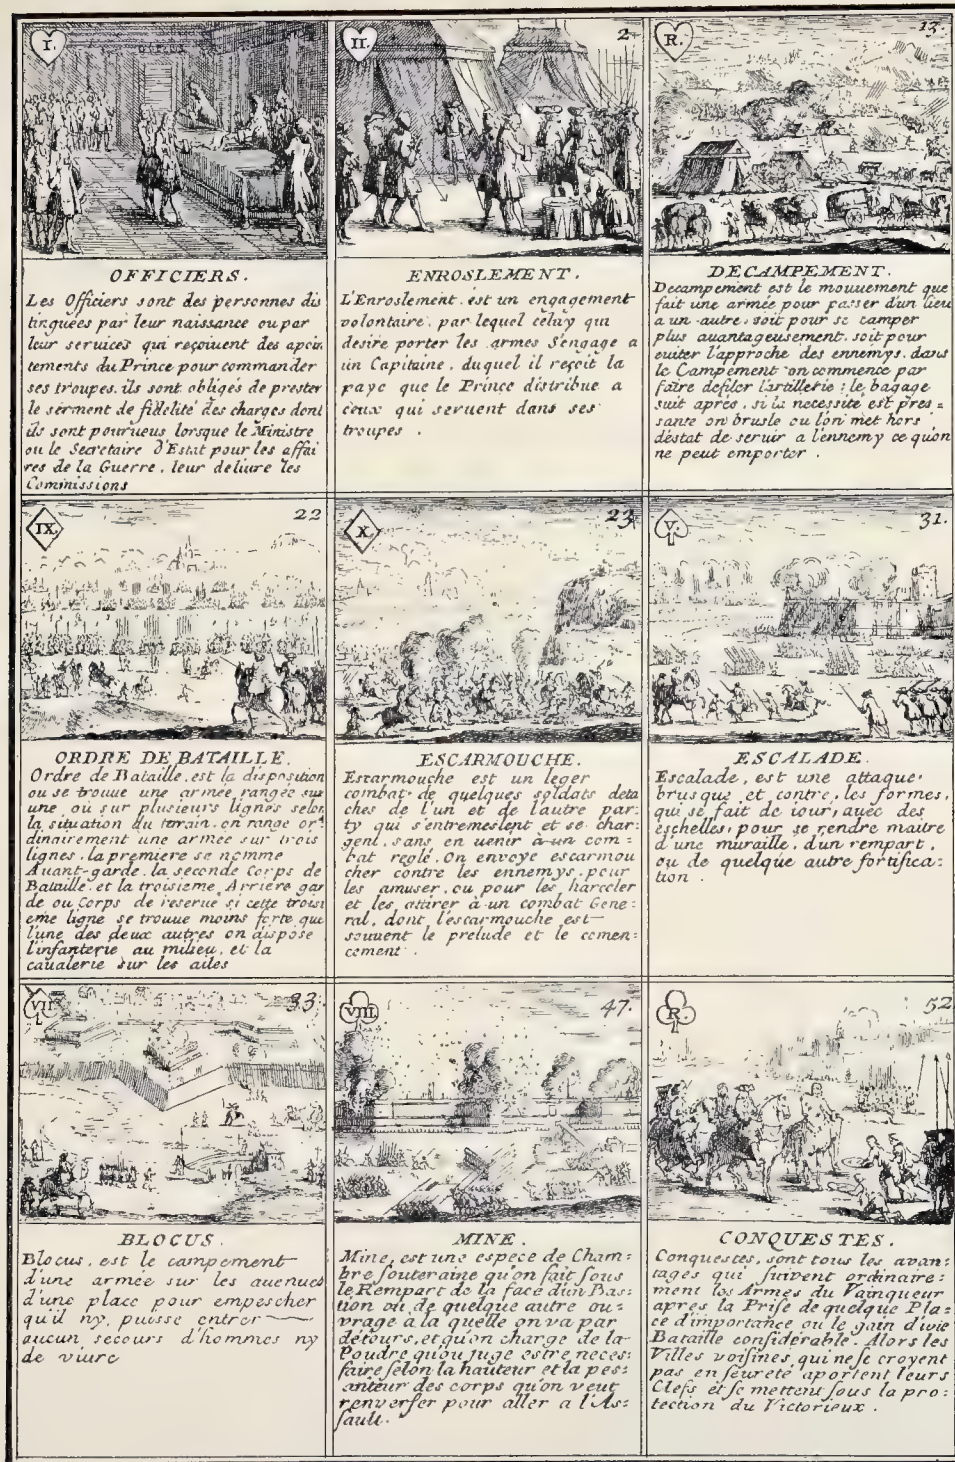 I.
OFFICIERS.
Les Officiers sont des personnes dis
tinguées par leur naissance ou par
leur services qui reçoiuent des apoin
tements du Prince pour commander
ses troupes. ils sont obligés de prester
le serment de fidelité des charges dont
ils sont pourueus lorsque le Ministre
ou le Secretaire d'Estat pour les affai
res de la Guerre, leur deliure les
Commissions
II.
2
ENROSLEMENT.
L'Enroslement, est un engagement
volontaire, par lequel celuy qui
desire porter les armes s'engage a
un Capitaine, duquel il reçoit la
paye que le Prince distribue a
ceux qui seruent dans ses
troupes.
R.
13.
DECAMPEMENT.
Decampement est le mouuement que
fait une armée pour passer d'un lieu
a un autre, soit pour se camper
plus auantageusement, soit pour
euiter l'approche des ennemys. dans
le Campement on commence par
faire defiler l'artillerie: le bagage
suit apres, si la necessité est pres=
sante on brusle ou l'on met hors
d'éstat de seruir a l'ennemy ce qu'on
ne peut emporter.
IX.
22
ORDRE DE BATAILLE.
Ordre de Bataille, est la disposition
ou se trouue une armée rangée sur
une, ou sur plusieurs lignes selon
la situation du terrain. on range or
dinairement une armée sur trois
lignes. la premiere se nomme
Auant-garde. la seconde Corps de
Bataille. et la troisieme, Arriere gar
de ou Corps de reserue si cette troisi
eme ligne se trouue moins forte que
l'une des deux autres on dispose
l'infanterie au milieu, et la
caualerie sur les ailes
X.
23
ESCARMOUCHE.
Escarmouche est un leger
combat de quelques soldats deta
ches de l'un et de l'autre par=
ty qui s'entremeslent et se char=
gent, sans en uenir à un com=
bat reglé. On enuoye escarmou
cher contre les ennemys, pour
les amuser, ou pour les harceler
et les attirer à un combat Gene=
ral, dont l'escarmouche est
souuent le prelude et le comen=
cement.
V.
31.
ESCALADE.
Escalade, est une attaque
brusque et contre, les formes,
qui se fait de iour, auec des
eschelles, pour se rendre maitre
d'une muraille, d'un rempart,
ou de quelque autre fortifica=
tion.
VII
33.
BLOCUS.
Blocus, est le campement
d'une armée sur les auenues
d'une place pour empescher
qu'il ny, puisse entrer
aucun secours d'hommes ny
de viure
VIII.
47.
MINE.
Mine, est une espece de Cham=
bre souteraine qu'on fait sous
le Rempart de la face d'un Bas=
tion ou de quelque autre ou=
vrage à la quelle on va par
détours, et qu'on charge de la
Poudre qu'ou juge estre neces=
saire selon la hauteur et la pes=
anteur des corps qu'on veut
renverser pour aller a l'As=
sault.
R.
52
CONQUESTES.
Conquestes, sont tous les avan=
tages qui suivent ordinaire=
ment les Armes du Vainqueur
apres la Prise de quelque Pla=
ce d'importance ou le gain d'vne
Bataille considerable. Alors les
Villes voisines, qui ne se croyent
pas en seureté aportent leurs
Clefs, et se mettent sous la pro=
tection du Victorieux.